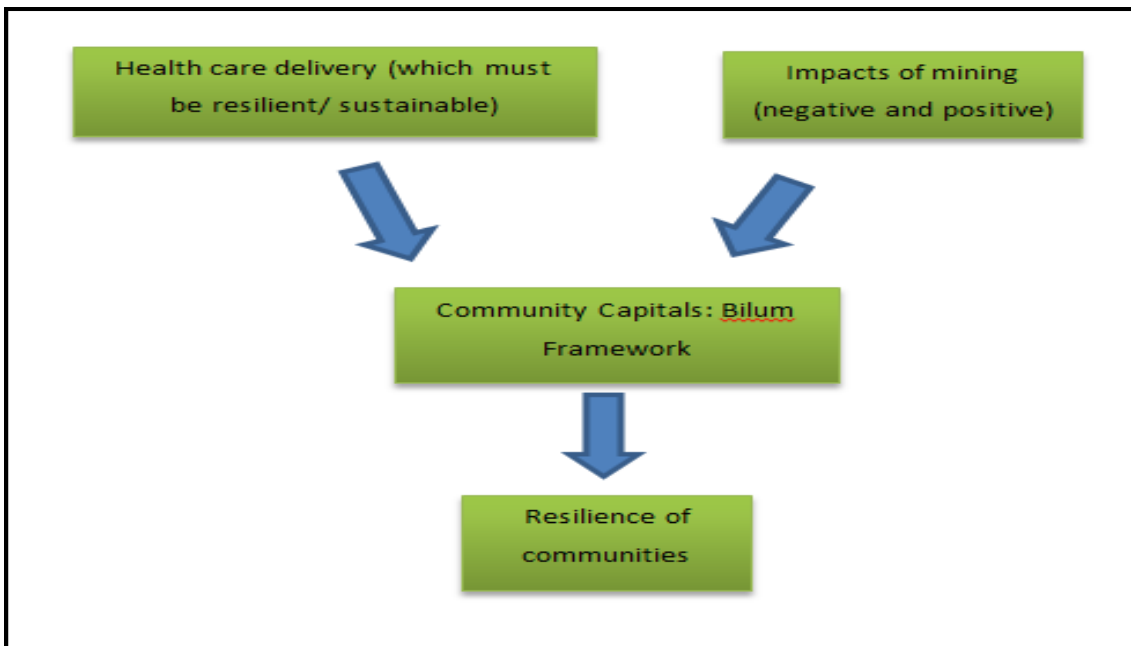 Health care delivery (which must
be resilient/ sustainable)
Impacts of mining
(negative and positive)
Community Capitals: Bilum
Framework
Resilience of
communities